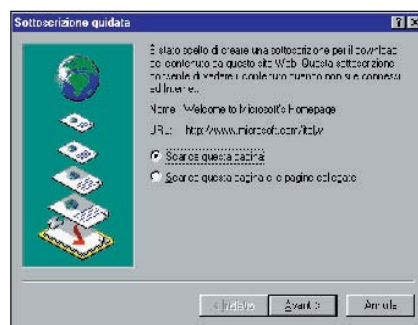 Sottoscrizione guidata
È stato scelto di creare una sottoscrizione per il download
del contenuto da questo sito Web. Questa sottoscrizione
consente di vedere il contenuto quando non si è connessi
ad Internet.
Nome: Welcome to Microsoft's Homepage
URL: http://www.microsoft.com/italy/
Scarica questa pagina
Scarica questa pagina e le pagine collegate
< Indietro
Avanti >
Annulla